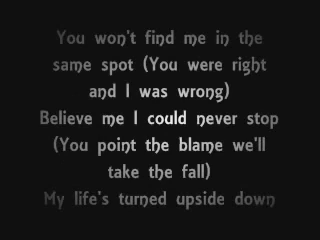 You won't find me in the
same spot (You were right
and I was wrong)
Believe me I could never stop
(You point the blame we'll
take the fall)
My life's turned upside down